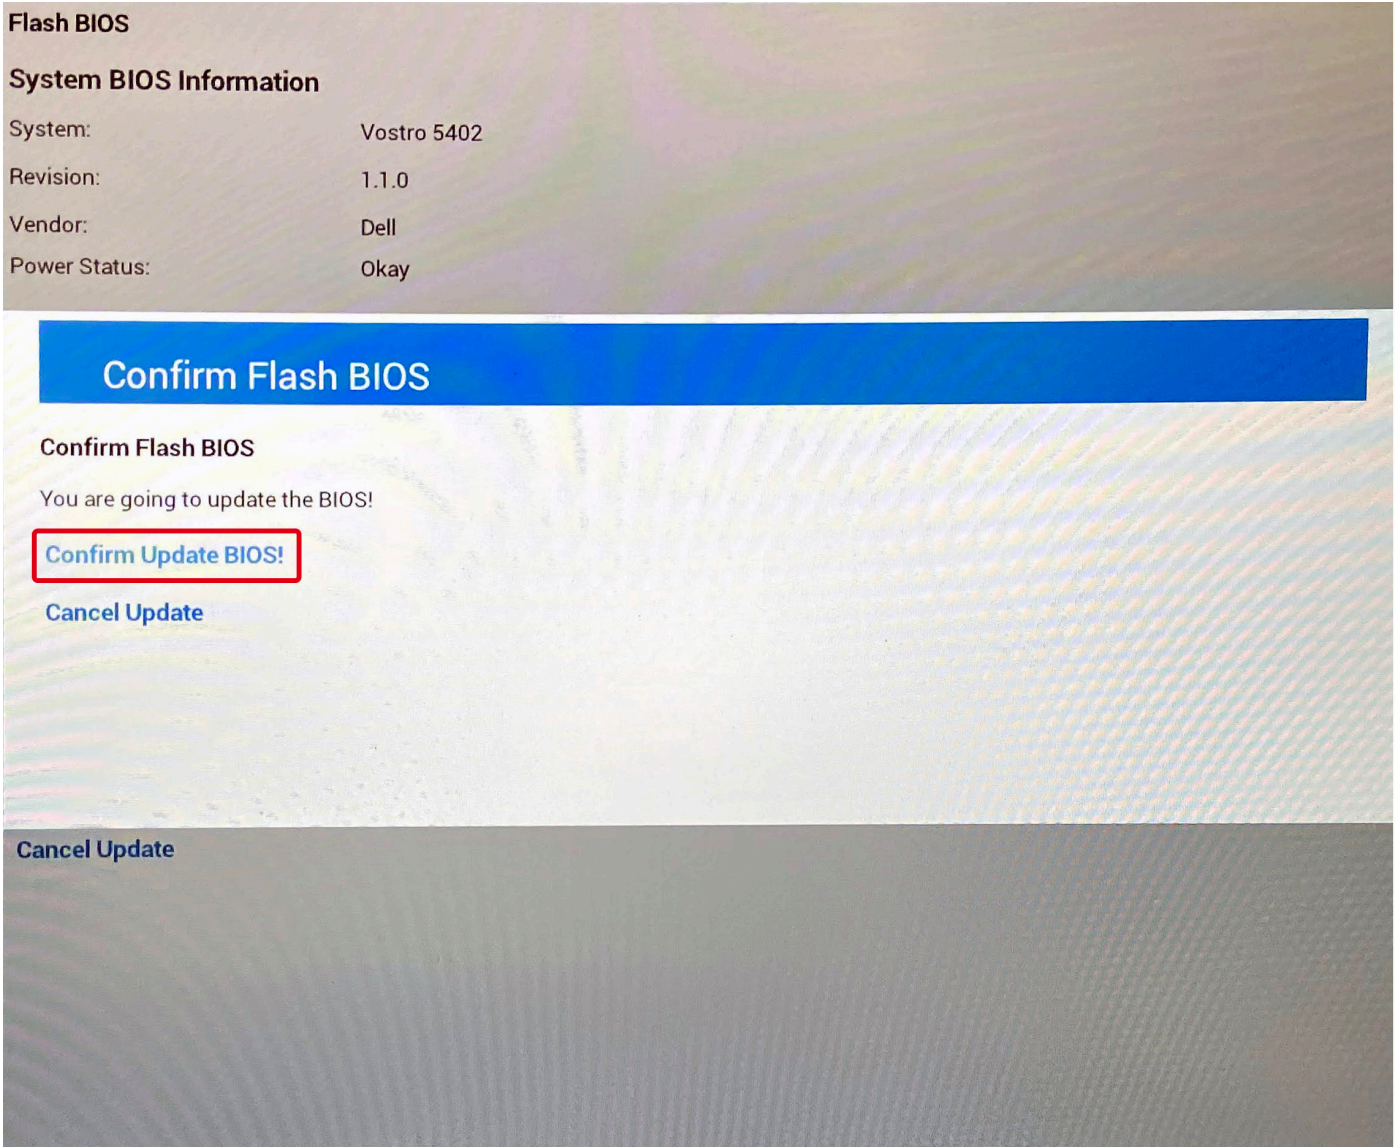 Flash BIOS
System BIOS Information
System: Vostro 5402
Revision: 1.1.0
Vendor: Dell
Power Status: Okay
Confirm Flash BIOS
Confirm Flash BIOS
You are going to update the BIOS!
Confirm Update BIOS!
Cancel Update
Cancel Update